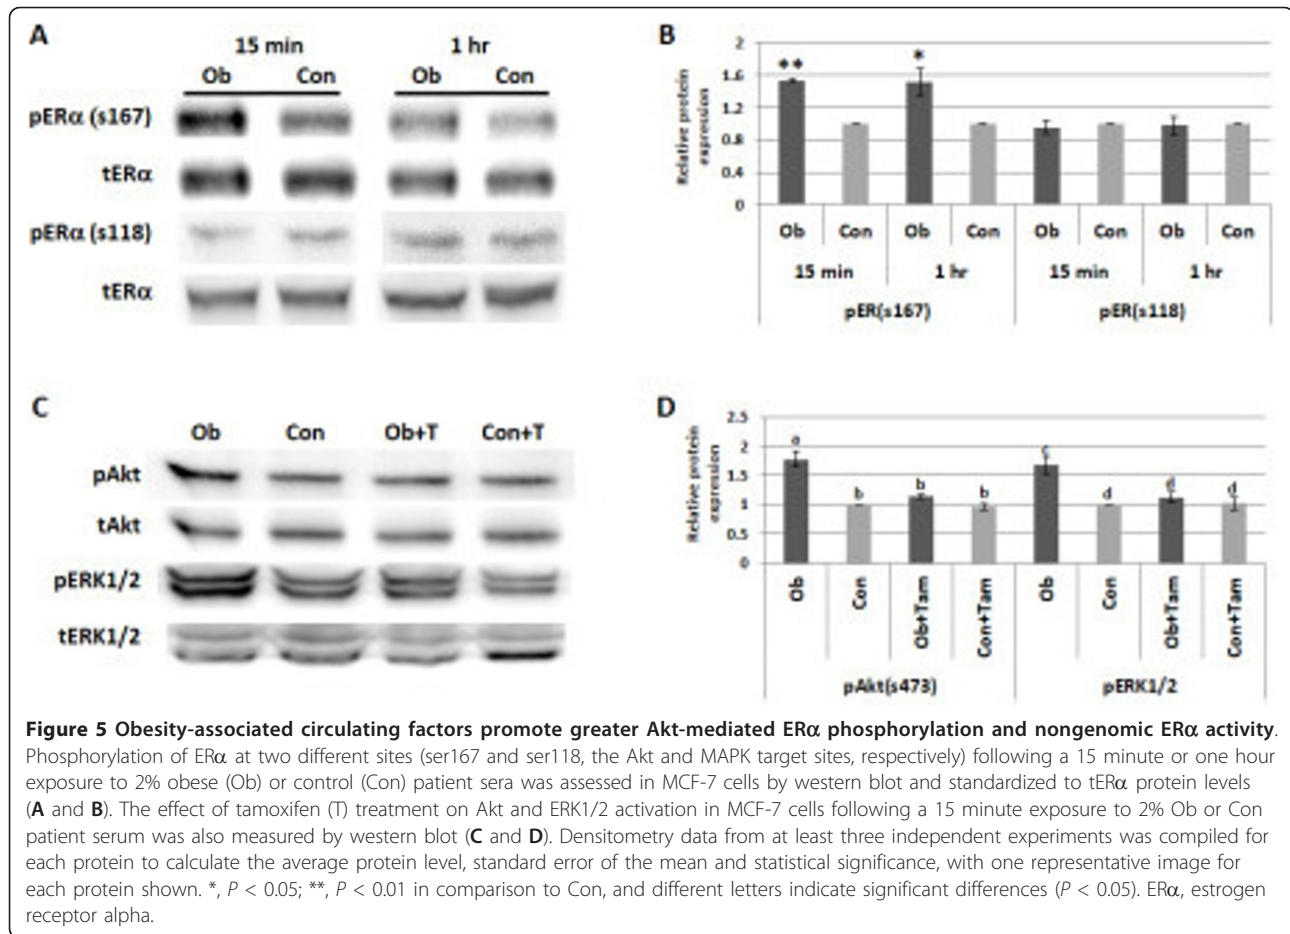 A
15 min
1 hr
Ob Con Ob Con
pERα (s167)
tERα
pERα (s118)
tERα
B
Relative protein
expression
2
1.6
1.2
0.8
0.4
0
**
*
Ob Con Ob Con Ob Con Ob Con
15 min 1 hr 15 min 1 hr
pER(s167) pER(s118)
C
Ob Con Ob+T Con+T
pAkt
tAkt
pERK1/2
tERK1/2
D
Relative protein
expression
2.5
2
1.5
1
0.5
0
a b b b c d d d
Ob Con Ob+Tam Con+Tam Ob Con Ob+Tam Con+Tam
pAkt(s473) pERK1/2
Figure 5 Obesity-associated circulating factors promote greater Akt-mediated ERα phosphorylation and nongenomic ERα activity.
Phosphorylation of ERα at two different sites (ser167 and ser118, the Akt and MAPK target sites, respectively) following a 15 minute or one hour
exposure to 2% obese (Ob) or control (Con) patient sera was assessed in MCF-7 cells by western blot and standardized to tERα protein levels
(A and B). The effect of tamoxifen (T) treatment on Akt and ERK1/2 activation in MCF-7 cells following a 15 minute exposure to 2% Ob or Con
patient serum was also measured by western blot (C and D). Densitometry data from at least three independent experiments was compiled for
each protein to calculate the average protein level, standard error of the mean and statistical significance, with one representative image for
each protein shown. *, P < 0.05; **, P < 0.01 in comparison to Con, and different letters indicate significant differences (P < 0.05). ERα, estrogen
receptor alpha.